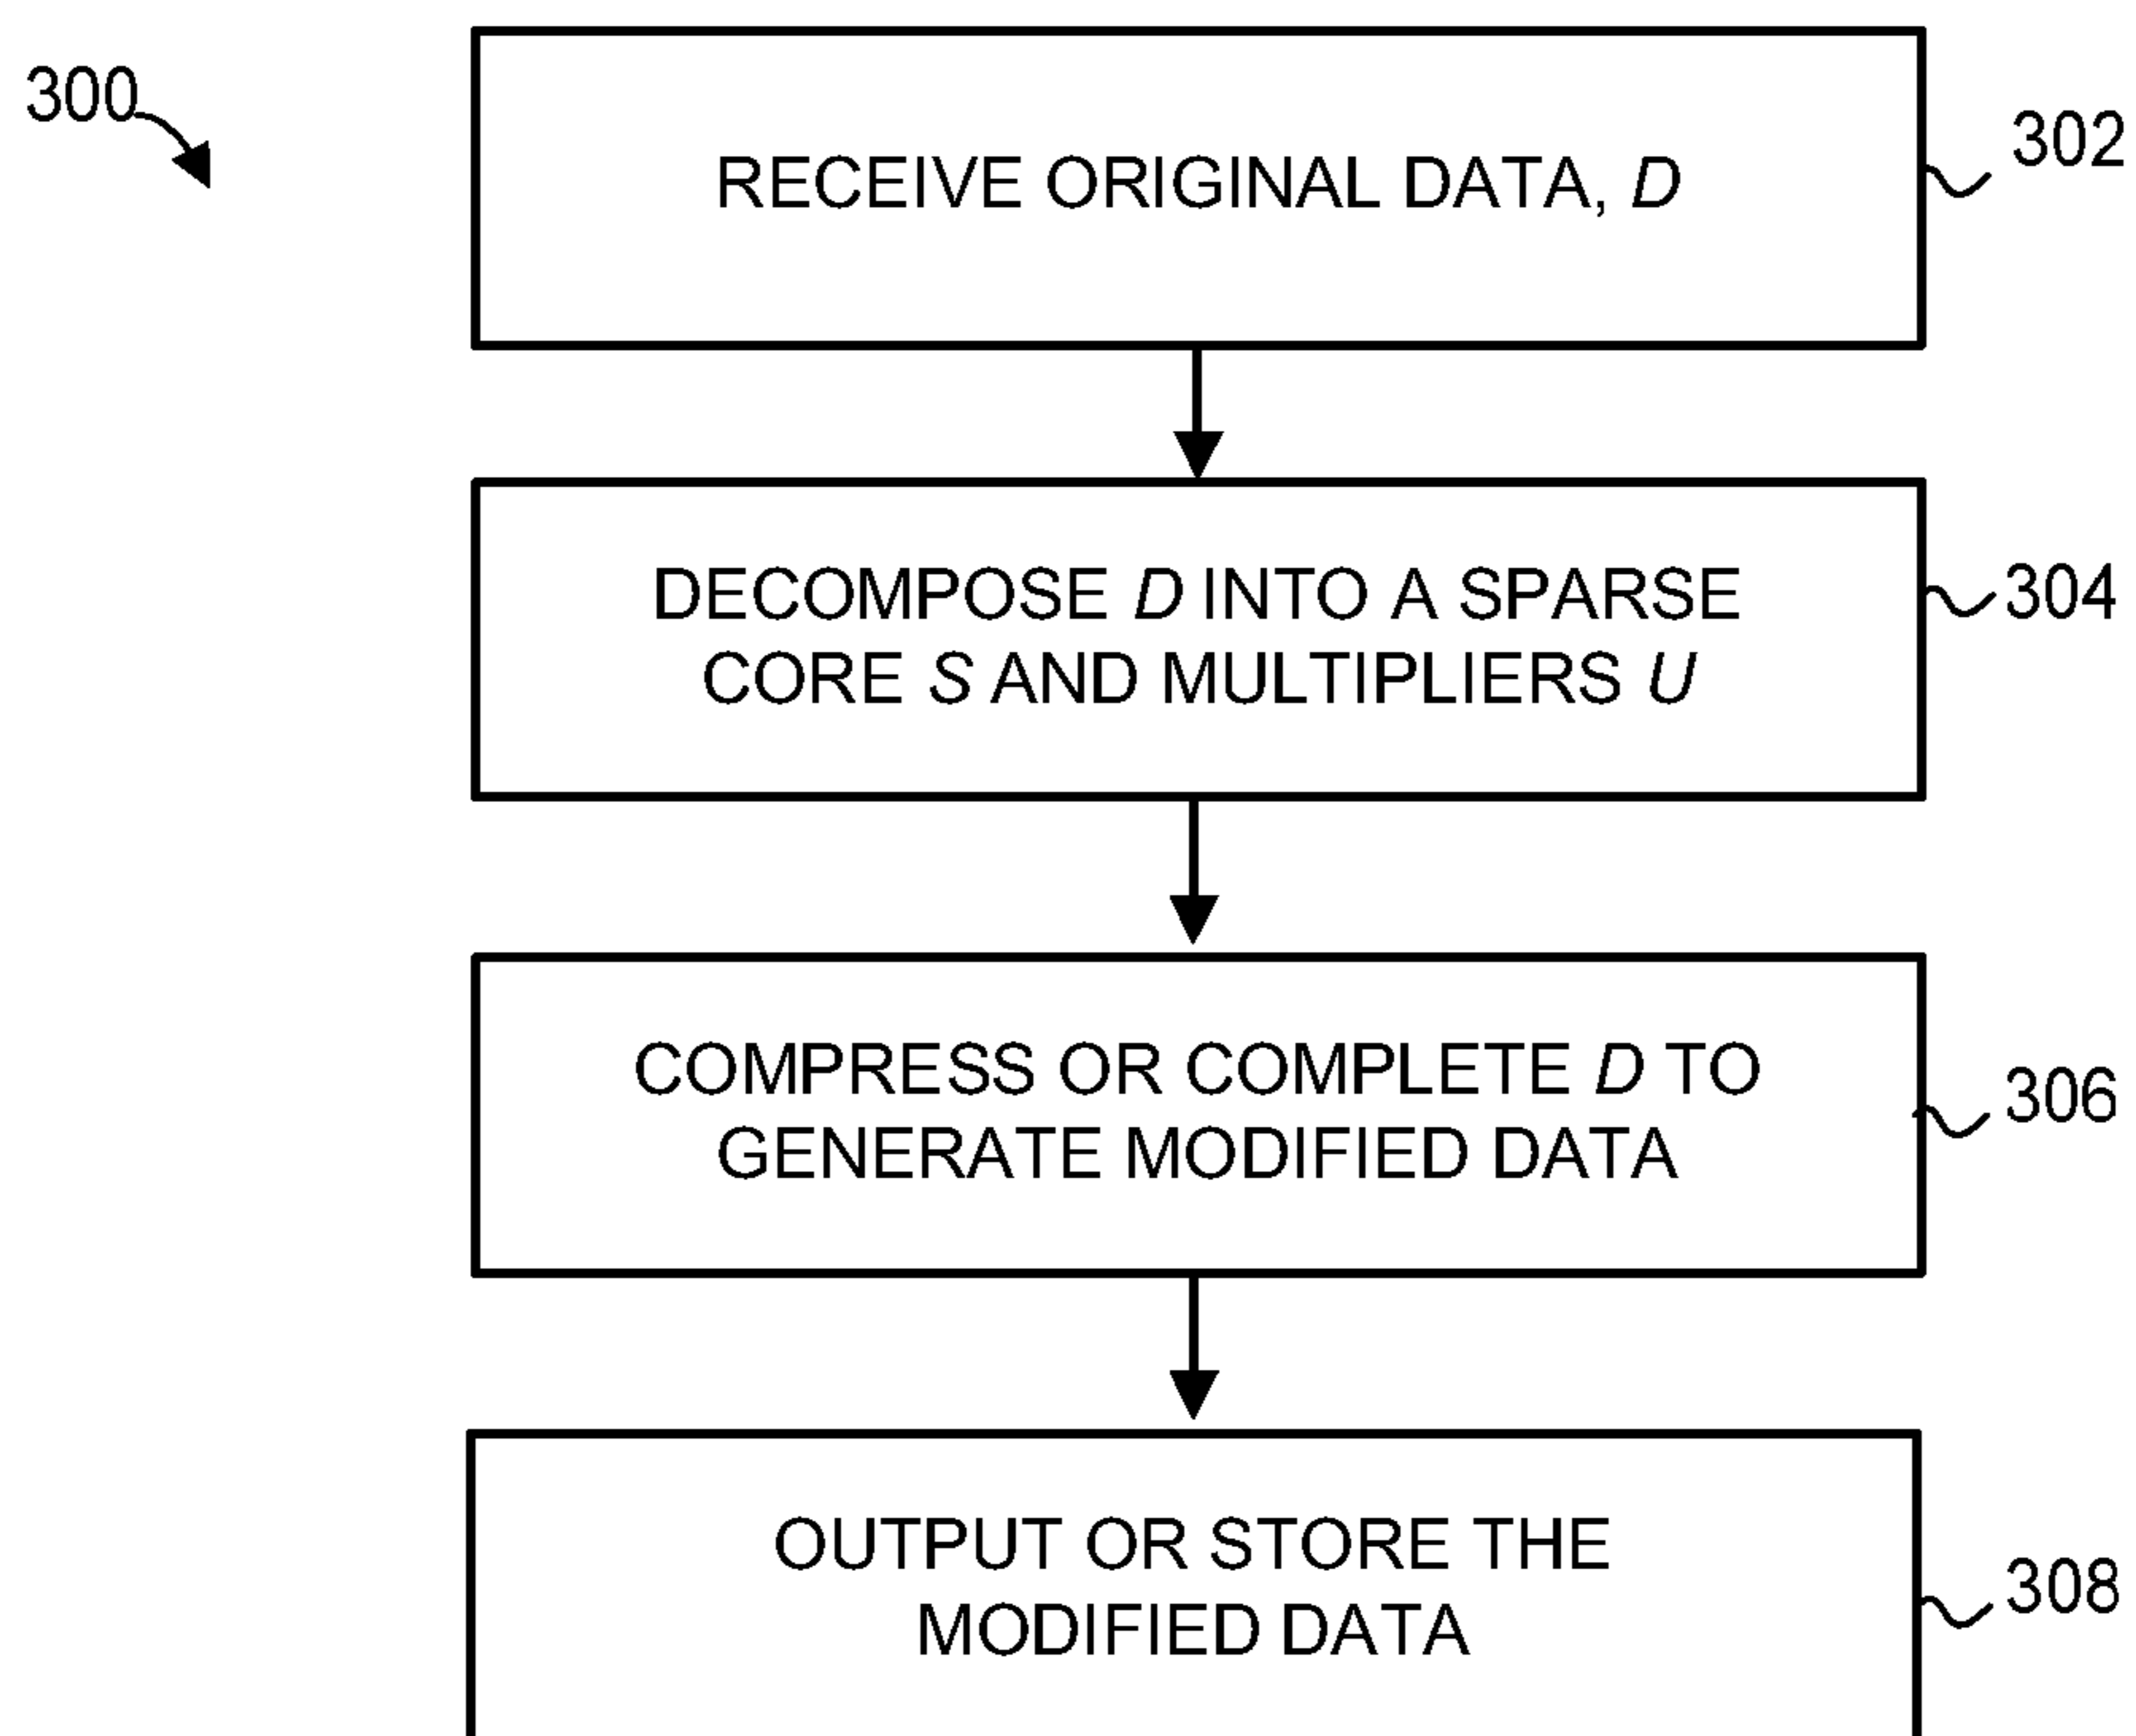 300
RECEIVE ORIGINAL DATA, D
302
DECOMPOSE D INTO A SPARSE
CORE S AND MULTIPLIERS U
304
COMPRESS OR COMPLETE D TO
GENERATE MODIFIED DATA
306
OUTPUT OR STORE THE
MODIFIED DATA
308